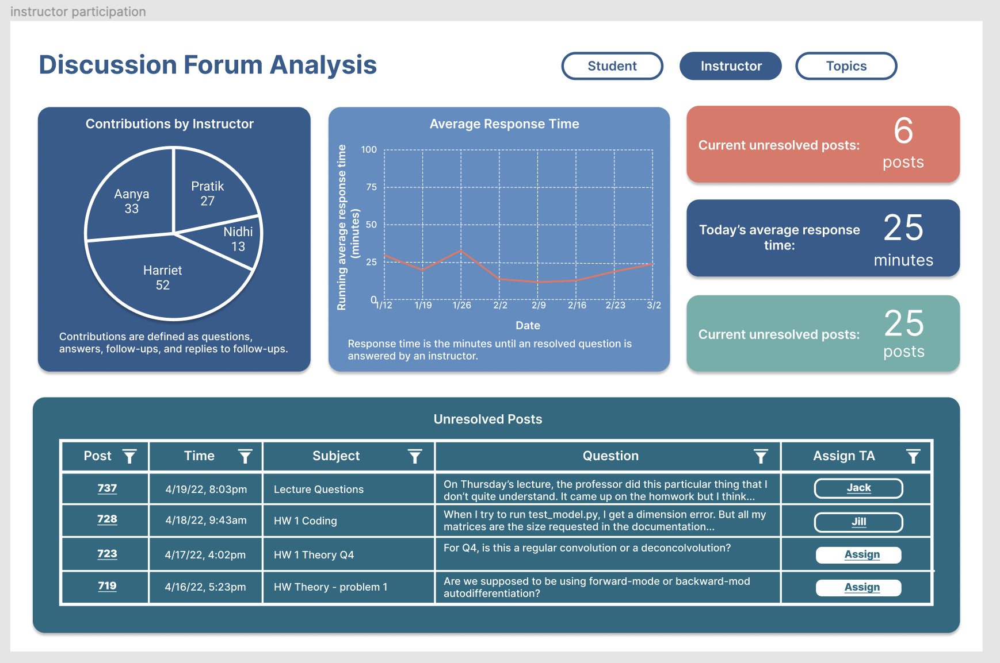 instructor participation
Discussion Forum Analysis
Student
Instructor
Topics
Contributions by Instructor
Aanya
33
Pratik
27
Nidhi
13
Harriet
52
Contributions are defined as questions,
answers, follow-ups, and replies to follow-ups.
Average Response Time
Running average response time
(minutes)
100
75
50
25
0
1/12
1/19
1/26
2/2
2/9
2/16
2/23
3/2
Date
Response time is the minutes until an resolved question is
answered by an instructor.
Current unresolved posts:
6
posts
Today’s average response
time:
25
minutes
Current unresolved posts:
25
posts
Unresolved Posts
Post
Time
Subject
Question
Assign TA
737
4/19/22, 8:03pm
Lecture Questions
On Thursday’s lecture, the professor did this particular thing that I
don’t quite understand. It came up on the homwork but I think...
Jack
728
4/18/22, 9:43am
HW 1 Coding
When I try to run test_model.py, I get a dimension error. But all my
matrices are the size requested in the documentation...
Jill
723
4/17/22, 4:02pm
HW 1 Theory Q4
For Q4, is this a regular convolution or a deconcolvolution?
Assign
719
4/16/22, 5:23pm
HW Theory - problem 1
Are we supposed to be using forward-mode or backward-mod
autodifferentiation?
Assign